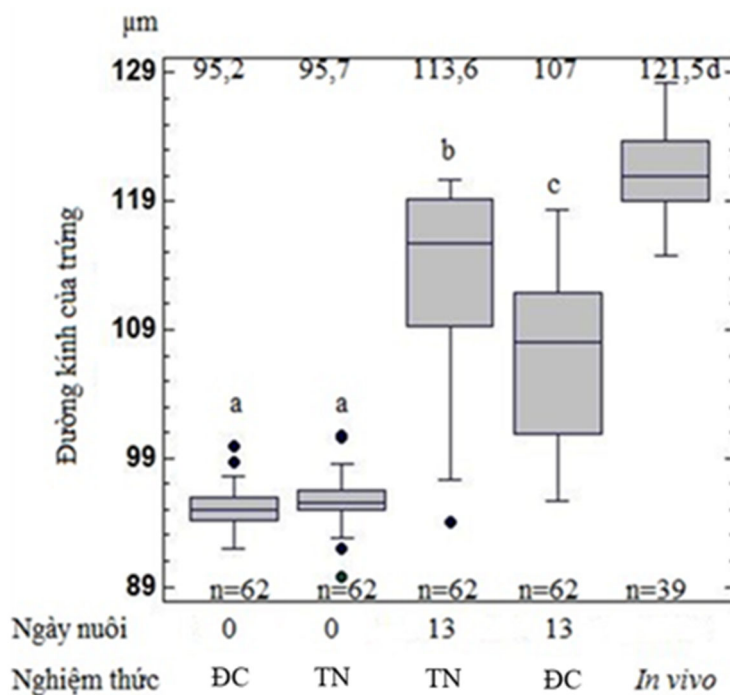 µm
129 95,2 95,7 113,6 107 121,5d
b
119 c
Đường kính của trứng
109
a a
99
89 n=62 n=62 n=62 n=62 n=39
Ngày nuôi 0 0 13 13
Nghiệm thức ĐC TN TN ĐC In vivo